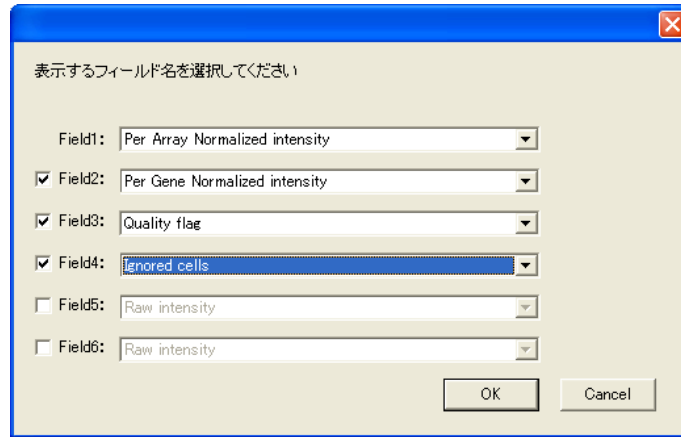 表示するフィールド名を選択してください
Field1: Per Array Normalized intensity
Field2: Per Gene Normalized intensity
Field3: Quality flag
Field4: Ignored cells
Field5: Raw intensity
Field6: Raw intensity
OK Cancel